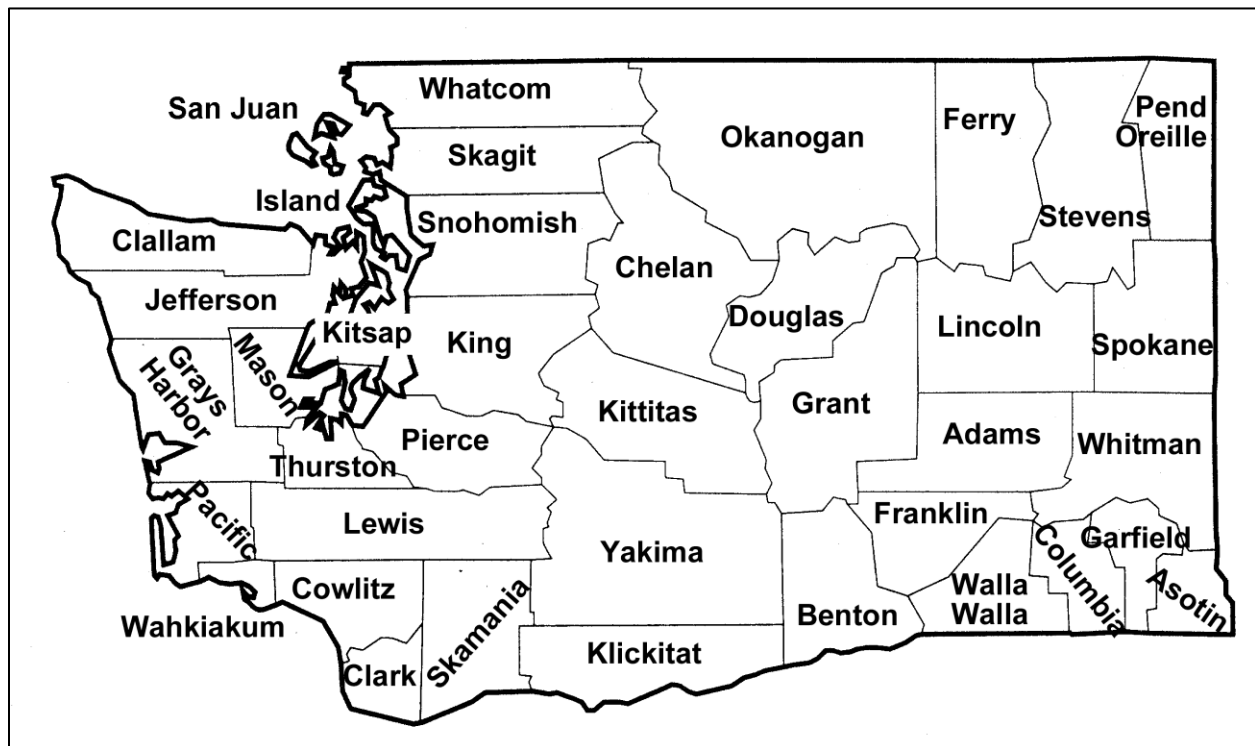 Whatcom
San Juan
Skagit
Okanogan
Ferry
Pend
Oreille
Island
Snohomish
Stevens
Clallam
Chelan
Jefferson
Kitsap
King
Douglas
Lincoln
Spokane
Mason
Grays
Harbor
Kittitas
Grant
Adams
Whitman
Pierce
Thurston
Pacific
Lewis
Yakima
Franklin
Columbia
Garfield
Asotin
Walla
Walla
Cowlitz
Skamania
Benton
Wahkiakum
Clark
Klickitat